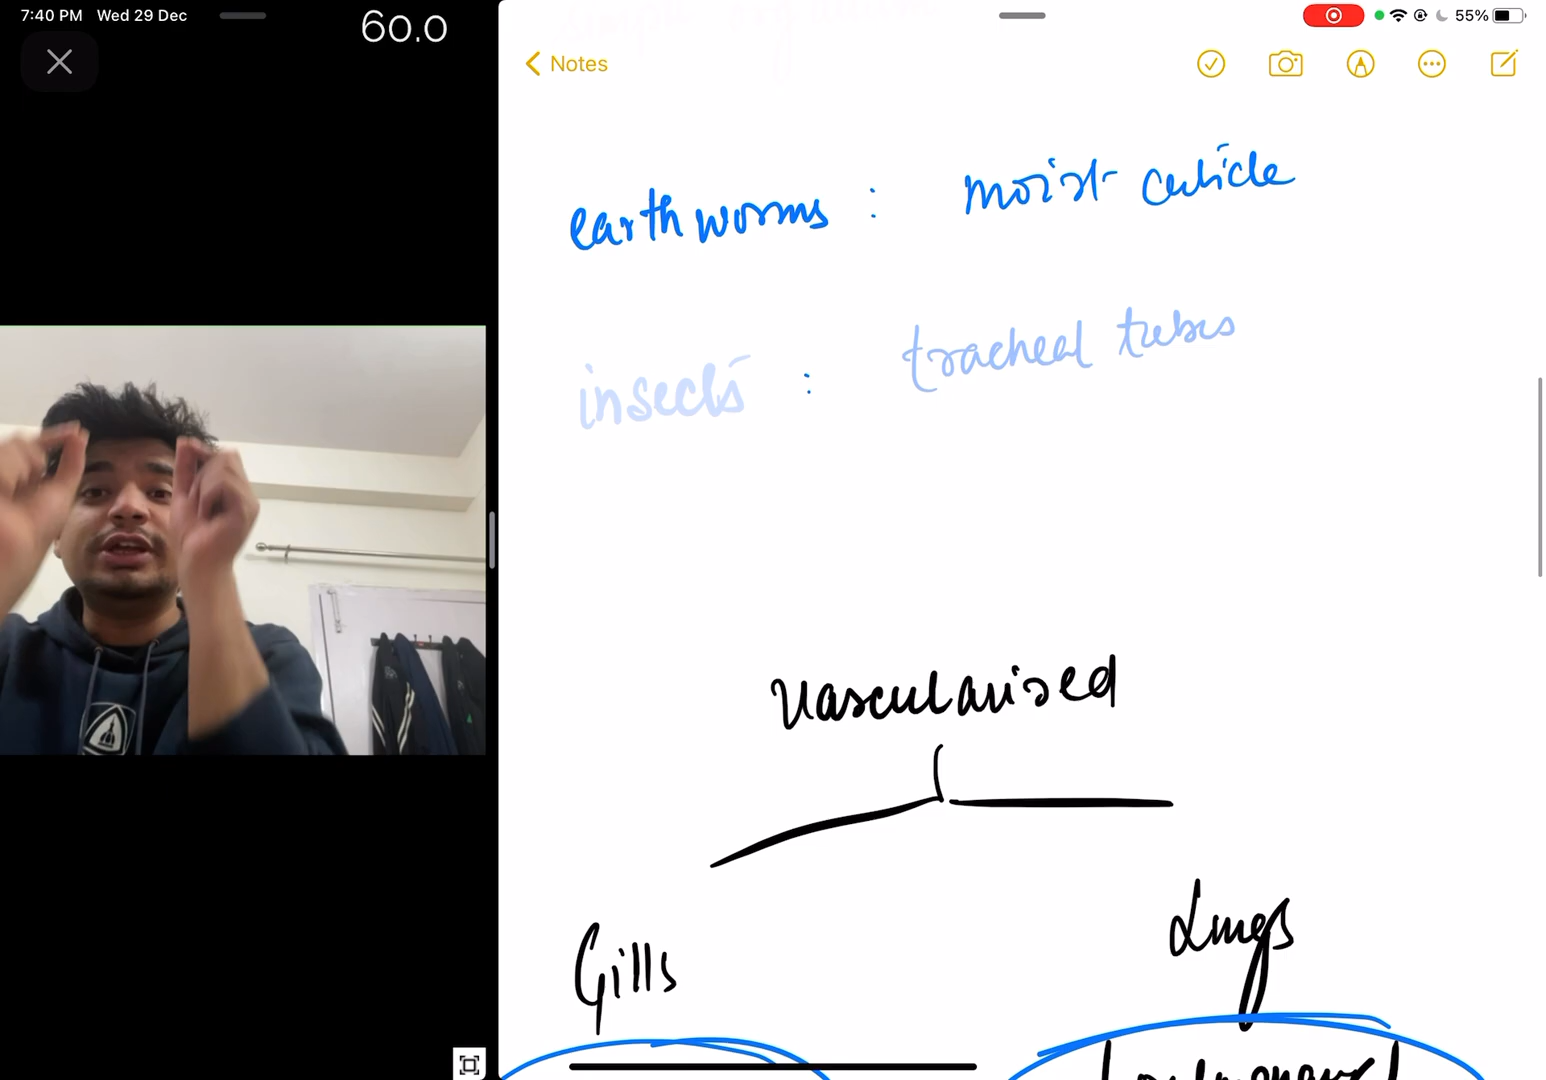 7:40 PM Wed 29 Dec
60.0
55%
Notes
earthworms : moist cuticle
insects : tracheal tubes
vascularised
Gills
Lungs